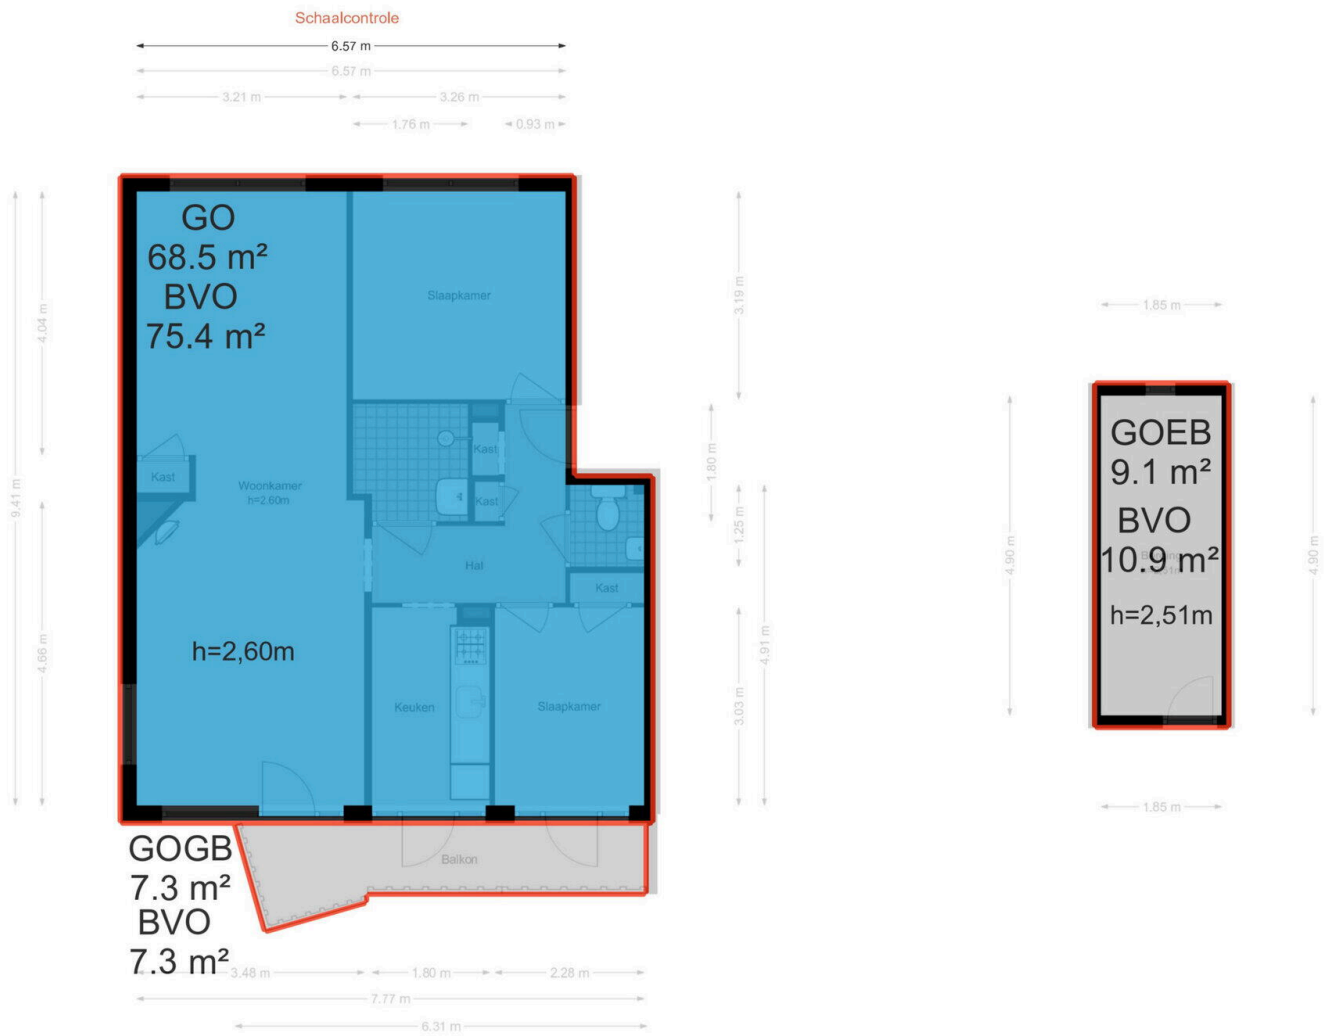 Schaalcontrole
6.57 m
6.57 m
3.21 m
3.26 m
1.76 m
0.93 m
GO
68.5 m²
BVO
75.4 m²
Slaapkamer
4.04 m
3.19 m
1.85 m
9.41 m
Kast
Woonkamer
h=2.60m
Kast
Kast
1.80 m
GOEB
9.1 m²
BVO
10.9 m²
h=2,51m
4.90 m
4.90 m
1.25 m
Hal
Kast
4.66 m
h=2,60m
4.91 m
3.03 m
Keuken
Slaapkamer
1.85 m
GOGB
7.3 m²
BVO
7.3 m²
Balkon
3.48 m
1.80 m
2.28 m
7.77 m
6.31 m